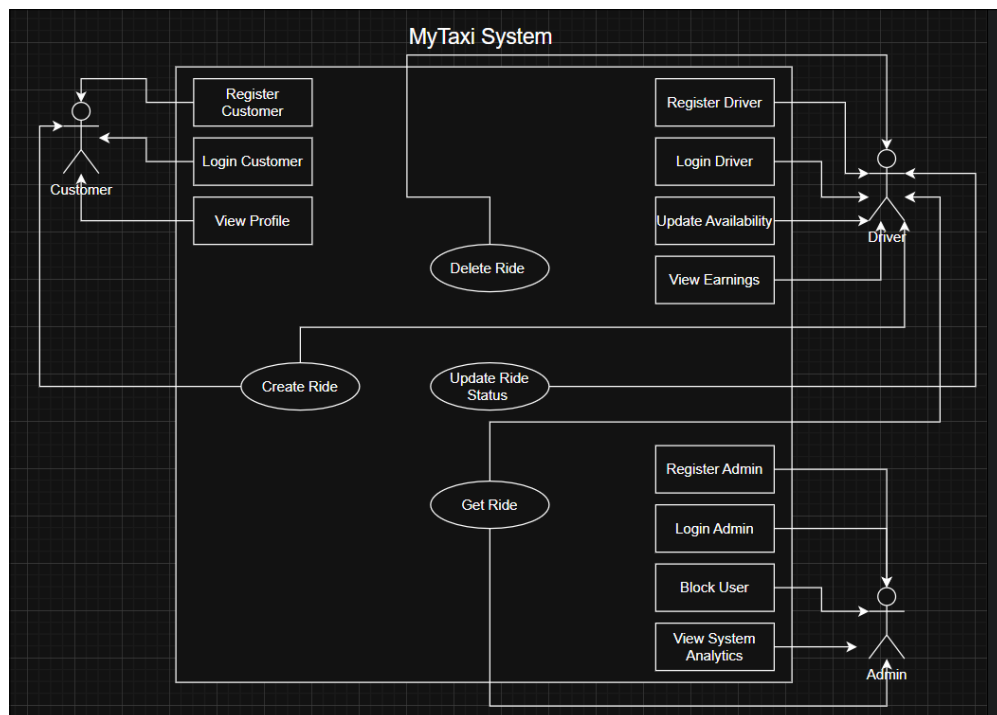 MyTaxi System
Register
Customer
Login Customer
View Profile
Customer
Register Driver
Login Driver
Update Availability
View Earnings
Driver
Delete Ride
Create Ride
Update Ride
Status
Get Ride
Register Admin
Login Admin
Block User
View System
Analytics
Admin